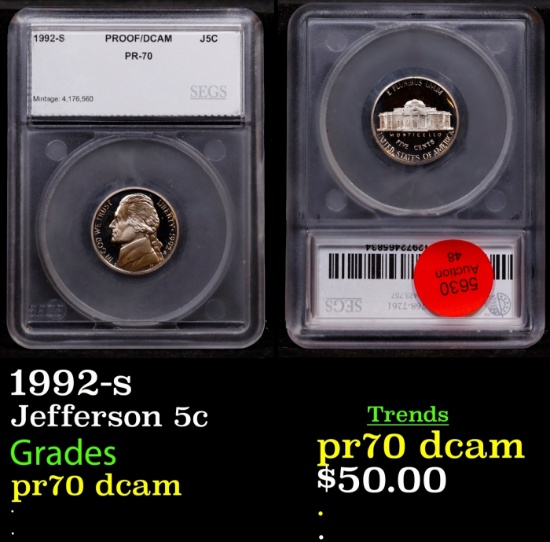 1992-S PROOF/DCAM J5C
PR-70
Mintage: 4,176,560
SEGS
IN GOD WE TRUST
LIBERTY
E PLURIBUS UNUM
MONTICELLO
FIVE CENTS
UNITED STATES OF AMERICA
5630
Auction
48
SEGS
1992-s
Jefferson 5c
Grades
pr70 dcam
.
.
Trends
pr70 dcam
$50.00
.
.